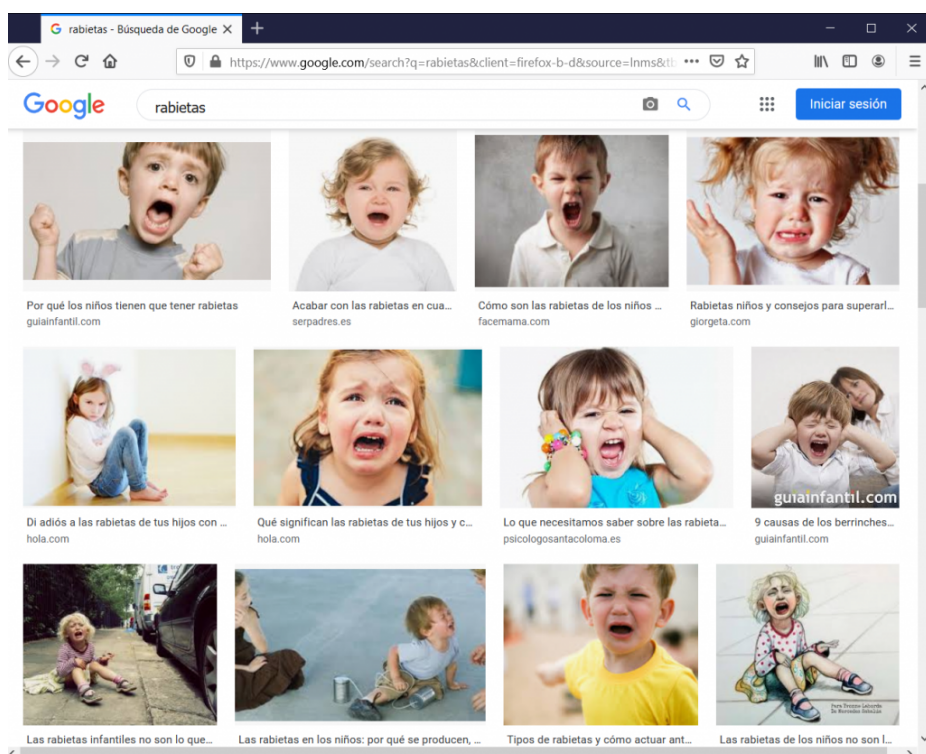 rabietas - Búsqueda de Google
https://www.google.com/search?q=rabietas&client=firefox-b-d&source=lnms&tb
Google
rabietas
Iniciar sesión
Por qué los niños tienen que tener rabietas
guiainfantil.com
Acabar con las rabietas en cua...
serpadres.es
Cómo son las rabietas de los niños ...
facemama.com
Rabietas niños y consejos para superarl...
giorgeta.com
guiainfantil.com
Di adiós a las rabietas de tus hijos con ...
hola.com
Qué significan las rabietas de tus hijos y c...
hola.com
Lo que necesitamos saber sobre las rabieta...
psicologosantacoloma.es
9 causas de los berrinches...
guiainfantil.com
Las rabietas infantiles no son lo que...
Las rabietas en los niños: por qué se producen, ...
Tipos de rabietas y cómo actuar ant...
Las rabietas de los niños no son l...